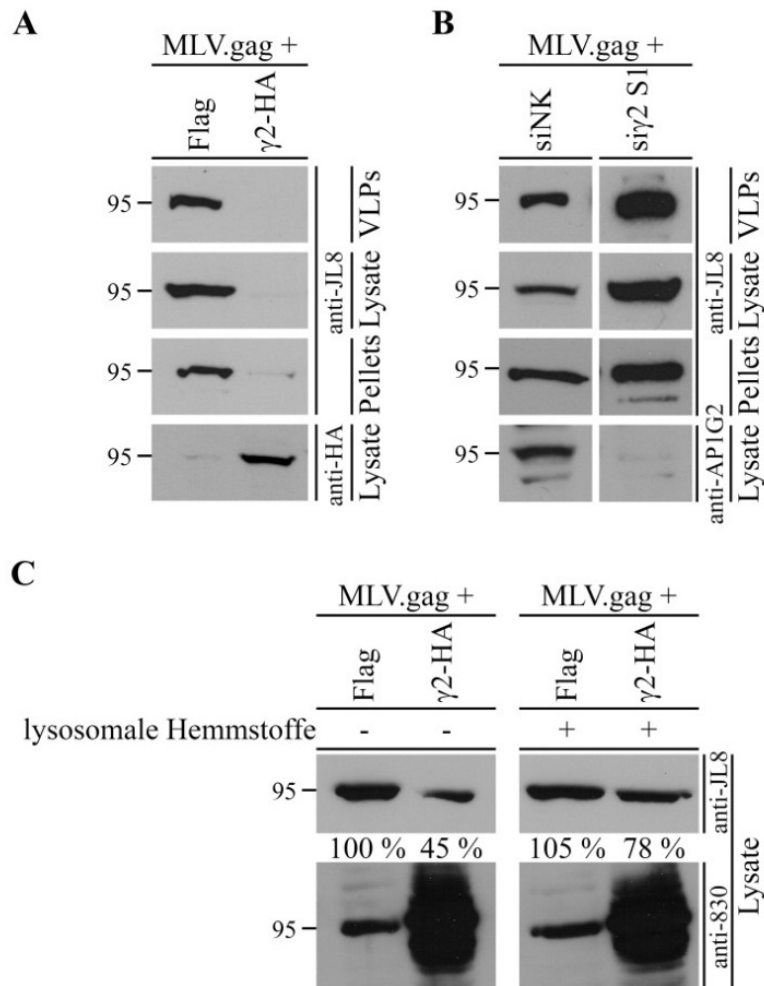 A
MLV.gag +
Flag
γ2-HA
95
VLPs
95
Lysate
95
Pellets
anti-JL8
95
Lysate
anti-HA
B
MLV.gag +
siNK
siγ2 S1
95
VLPs
95
Lysate
95
Pellets
anti-JL8
95
Lysate
anti-AP1G2
C
MLV.gag +
MLV.gag +
Flag
γ2-HA
Flag
γ2-HA
lysosomale Hemmstoffe
- - + +
95
anti-JL8
100 % 45 % 105 % 78 %
95
anti-830
Lysate